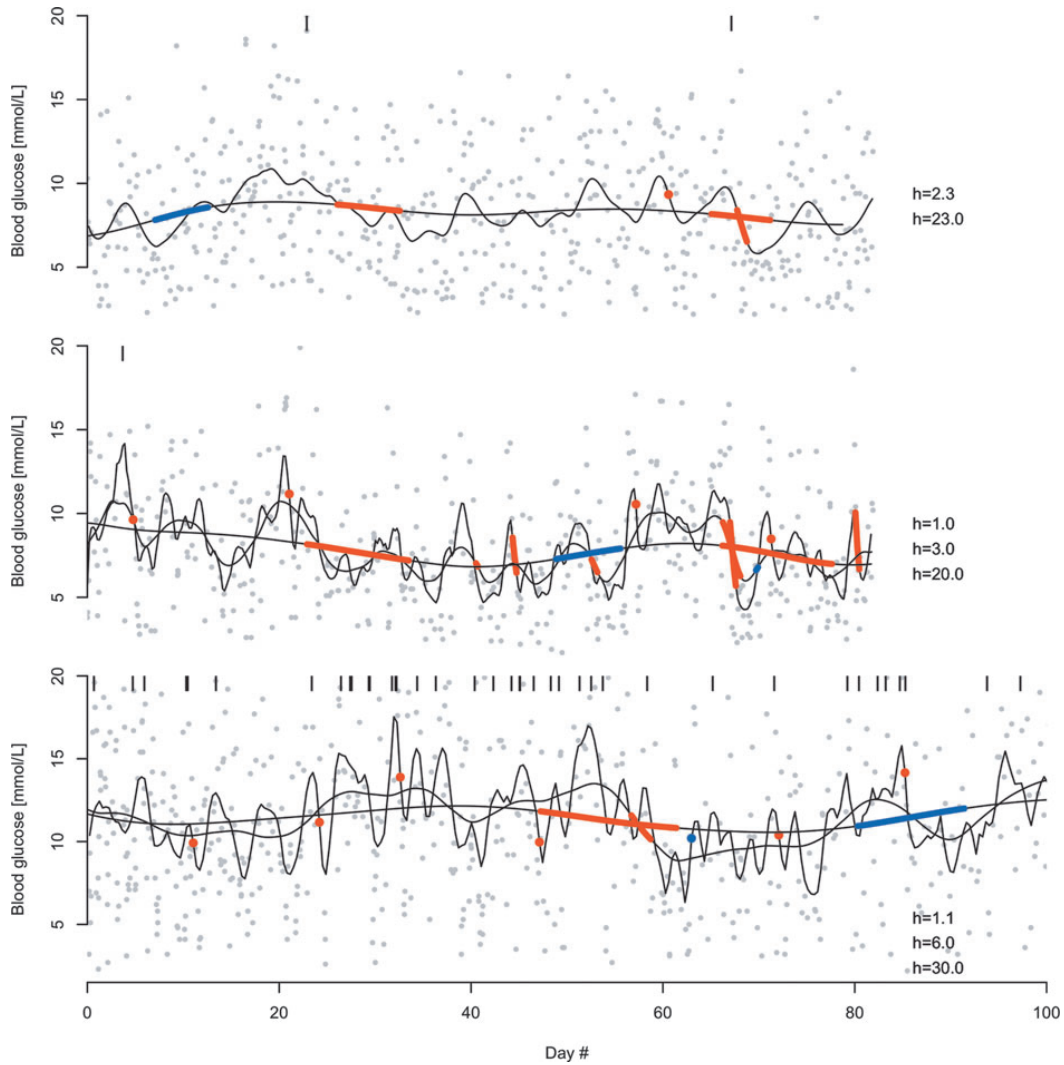 20
15
10
5
Blood glucose [mmol/L]
h=2.3
h=23.0
20
15
10
5
Blood glucose [mmol/L]
h=1.0
h=3.0
h=20.0
20
15
10
5
Blood glucose [mmol/L]
h=1.1
h=6.0
h=30.0
0 20 40 60 80 100
Day #